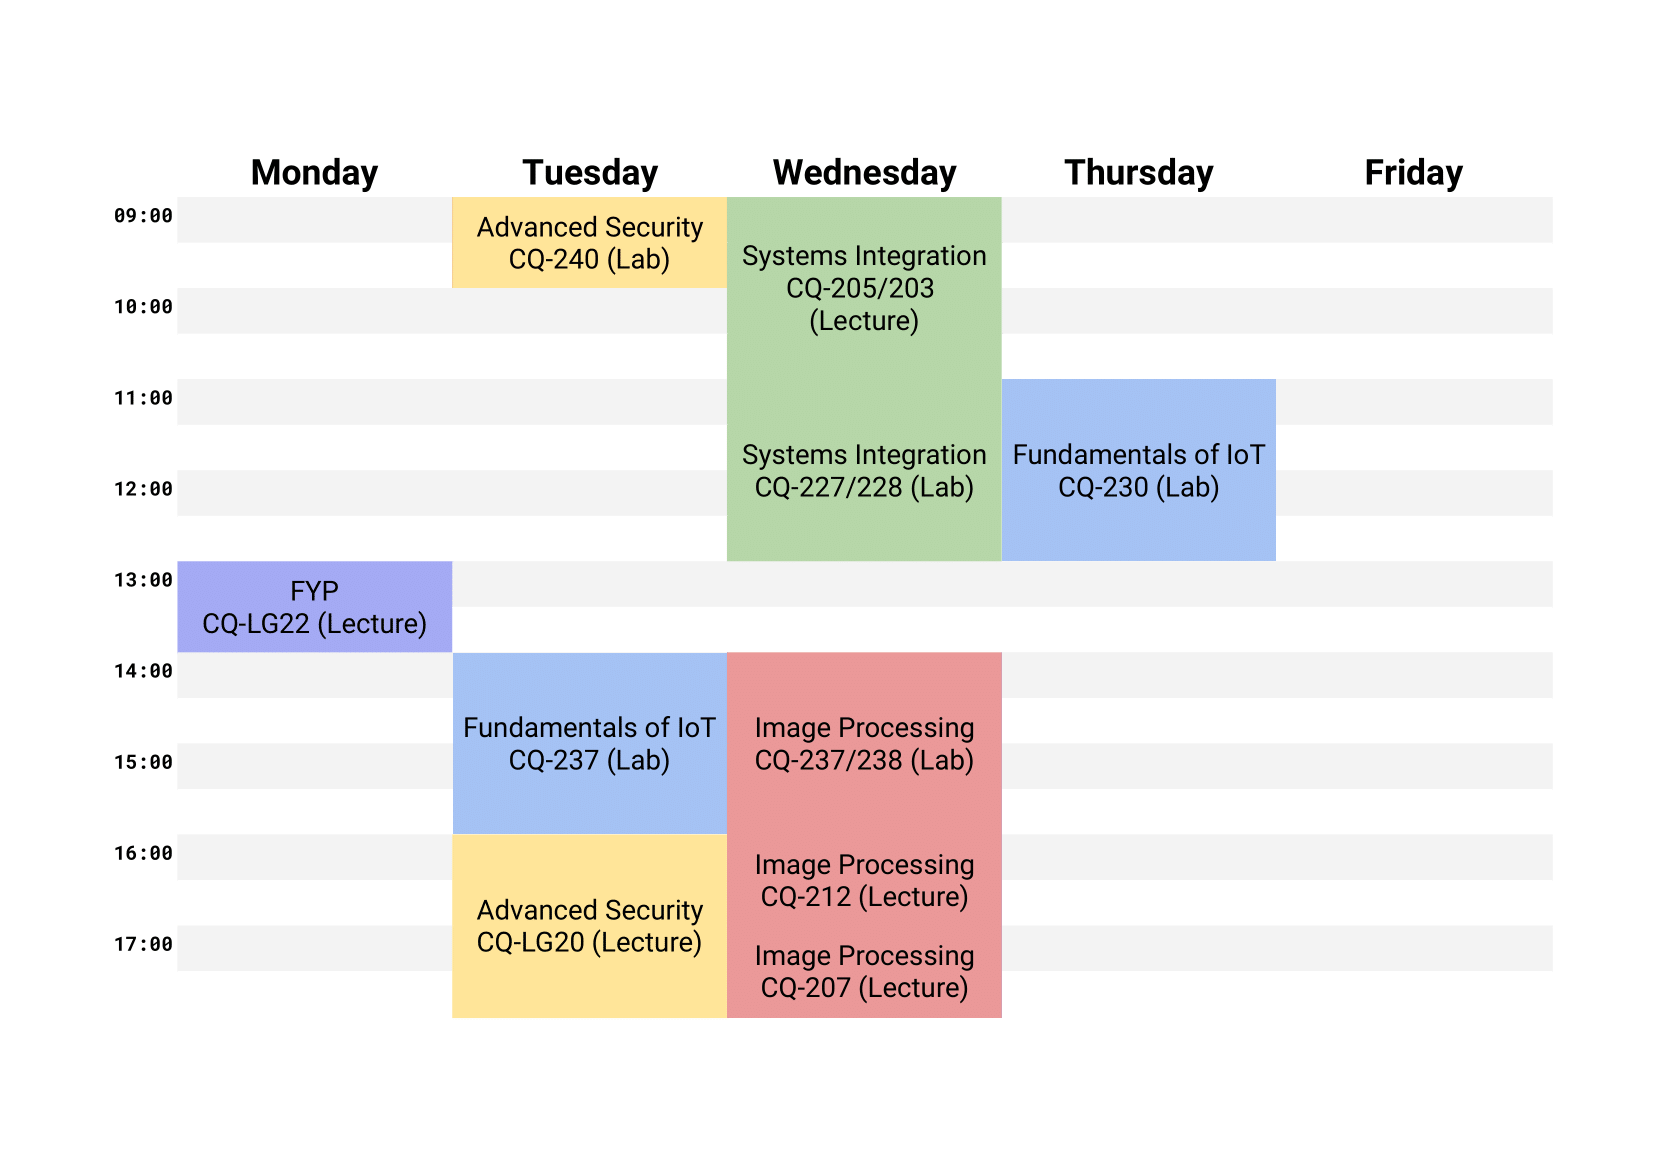 Monday Tuesday Wednesday Thursday Friday
09:00
Advanced Security
CQ-240 (Lab)
Systems Integration
CQ-205/203
(Lecture)
10:00
11:00
Systems Integration
CQ-227/228 (Lab)
Fundamentals of IoT
CQ-230 (Lab)
12:00
13:00
FYP
CQ-LG22 (Lecture)
14:00
Fundamentals of IoT
CQ-237 (Lab)
Image Processing
CQ-237/238 (Lab)
15:00
16:00
Advanced Security
CQ-LG20 (Lecture)
Image Processing
CQ-212 (Lecture)
17:00
Image Processing
CQ-207 (Lecture)